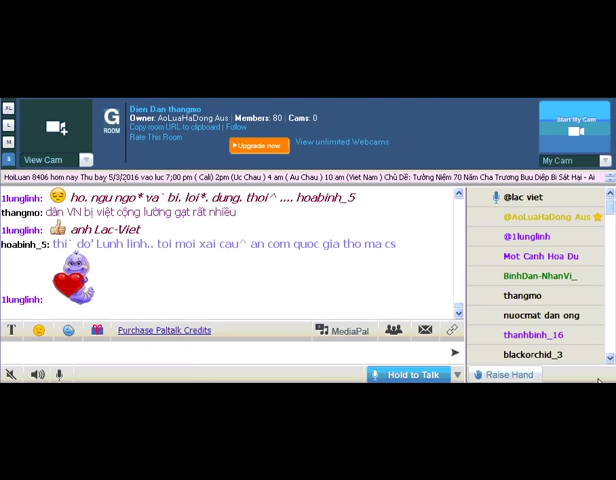 XL
L
M
S
View Cam
G
ROOM
Dien Dan thangmo
Owner: AoLuaHaDong Aus | Members: 80 | Cams: 0
Copy room URL to clipboard | Follow
Rate This Room
Upgrade now
View unlimited Webcams
Start My Cam
My Cam
HoiLuan 8406 hom nay Thu bay 5/3/2016 vao luc 7;00 pm ( Cali) 2pm (Uc Chau ) 4 am ( Au Chau ) 10 am (Viet Nam ) Chủ Đề: Tưởng Niệm 70 Năm Cha Trương Bưu Diệp Bi Sát Hại - Ai
1lunglinh: ho, ngu ngo* va` bi. loi*, dung. thoi^ ,... hoabinh_5
thangmo: dân VN bị việt cộng lường gạt rất nhiều
1lunglinh: anh Lac-Viet
hoabinh_5: thi` do' Lunh linh.. toi moi xai cau^ an com quoc gia tho ma cs
1lunglinh:
@lac viet
@AoLuaHaDong Aus
@1lunglinh
Mot Canh Hoa Du
BinhDan-NhanVi_
thangmo
nuocmat dan ong
thanhbinh_16
blackorchid_3
T
Purchase Paltalk Credits
MediaPal
Hold to Talk
Raise Hand